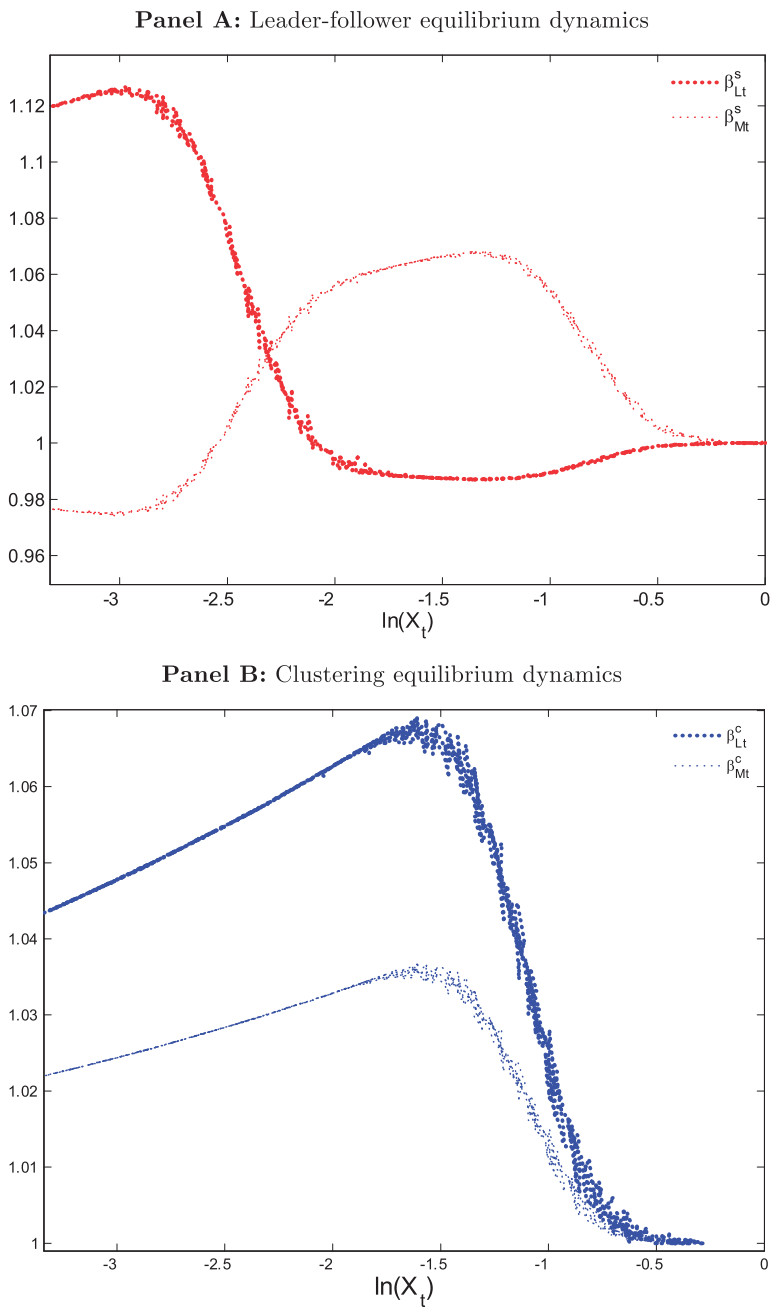 Panel A: Leader-follower equilibrium dynamics
β^s_Lt
β^s_Mt
1.12
1.1
1.08
1.06
1.04
1.02
1
0.98
0.96
-3 -2.5 -2 -1.5 -1 -0.5 0
ln(X_t)
Panel B: Clustering equilibrium dynamics
β^c_Lt
β^c_Mt
1.07
1.06
1.05
1.04
1.03
1.02
1.01
1
-3 -2.5 -2 -1.5 -1 -0.5 0
ln(X_t)